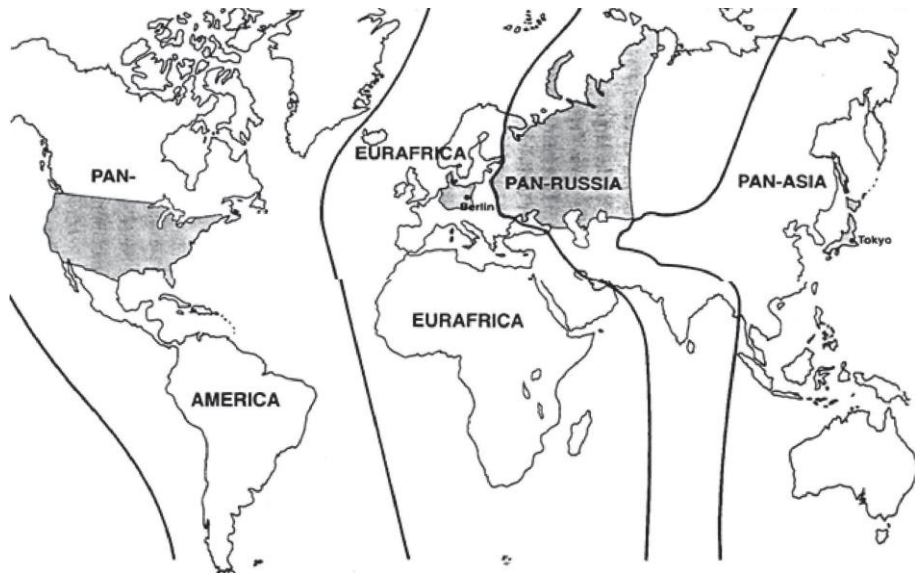 EURAFRICA
PAN-
PAN-RUSSIA
PAN-ASIA
Berlin
Tokyo
EURAFRICA
AMERICA